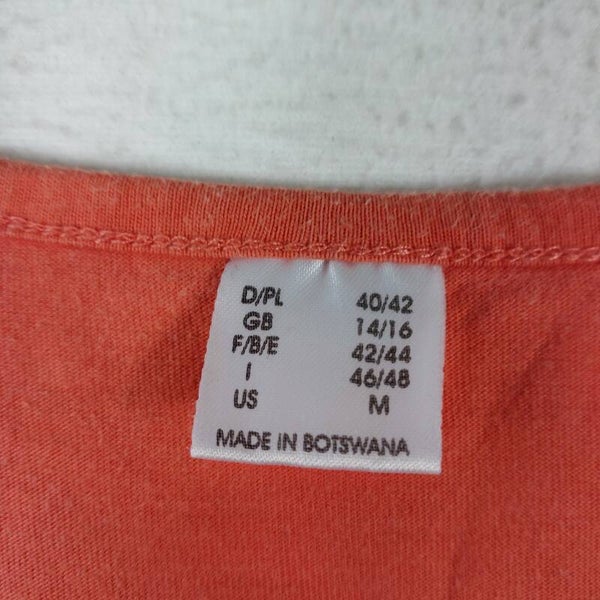 D/PL 40/42
GB 14/16
F/B/E 42/44
I 46/48
US M
MADE IN BOTSWANA